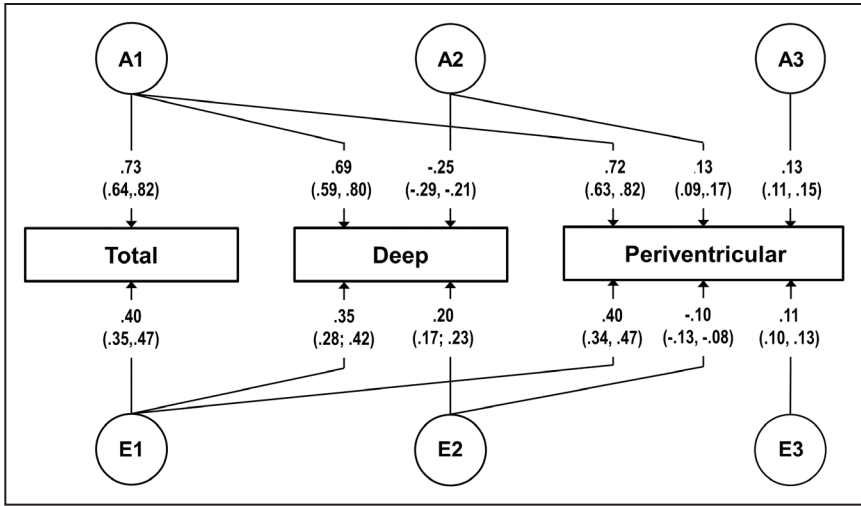 A1 A2 A3
.73 .69 -.25 .72 .13 .13
(.64,.82) (.59, .80) (-.29, -.21) (.63, .82) (.09,.17) (.11, .15)
Total Deep Periventricular
.40 .35 .20 .40 -.10 .11
(.35,.47) (.28; .42) (.17; .23) (.34, .47) (-.13, -.08) (.10, .13)
E1 E2 E3